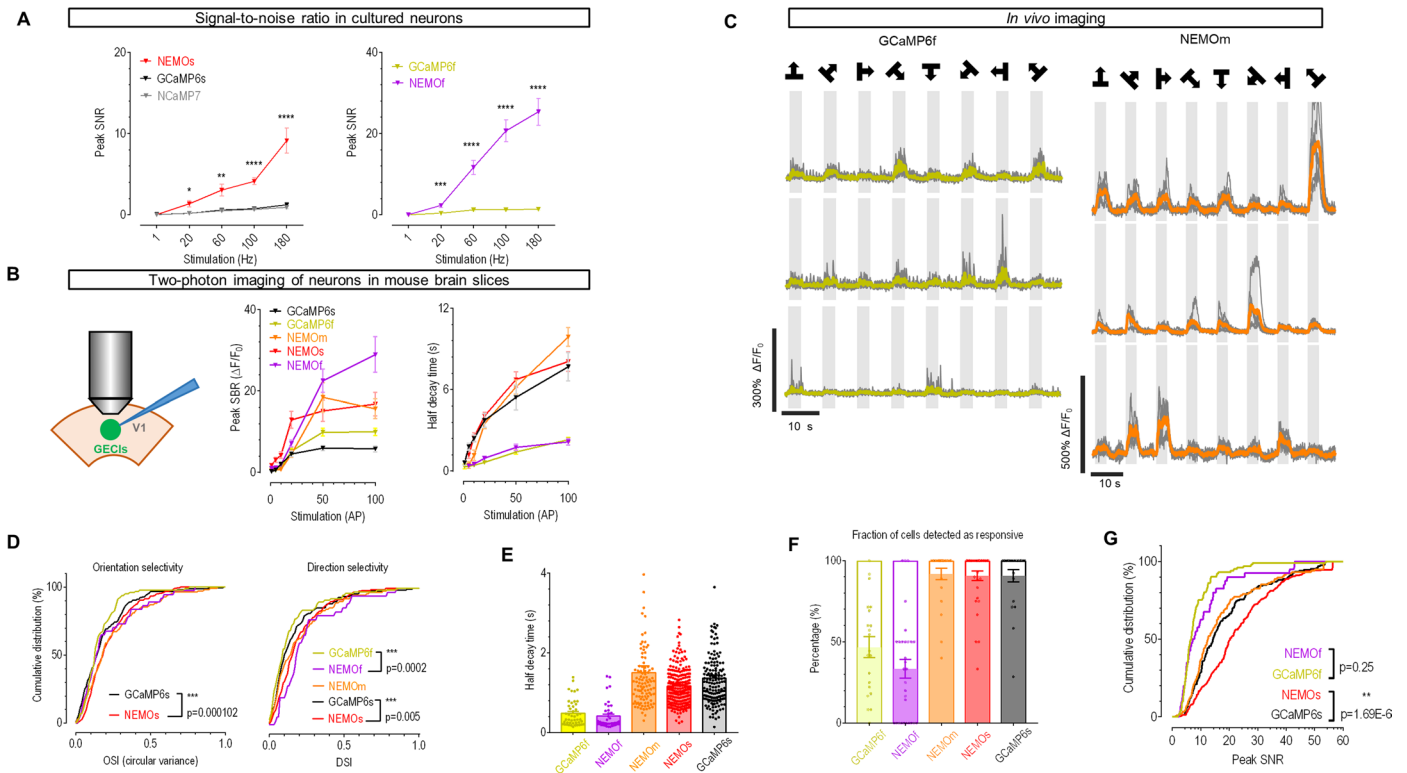 A
Signal-to-noise ratio in cultured neurons
NEMOs
GCaMP6s
NCaMP7
Peak SNR
20
10
0
*
**
****
****
1
20
60
100
180
Stimulation (Hz)
GCaMP6f
NEMOf
Peak SNR
40
20
0
***
****
****
****
1
20
60
100
180
Stimulation (Hz)
B
Two-photon imaging of neurons in mouse brain slices
V1
GECIs
Peak SBR (ΔF/F0)
40
20
0
GCaMP6s
GCaMP6f
NEMOm
NEMOs
NEMOf
0
50
100
Stimulation (AP)
Half decay time (s)
12
6
0
0
50
100
Stimulation (AP)
C
In vivo imaging
GCaMP6f
300% ΔF/F0
10 s
NEMOm
500% ΔF/F0
10 s
D
Orientation selectivity
Cumulative distribution (%)
100
50
0
GCaMP6s
NEMOs
***
p=0.000102
0.0
0.5
1.0
OSI (circular variance)
Direction selectivity
100
50
0
GCaMP6f
NEMOf
***
p=0.0002
NEMOm
GCaMP6s
NEMOs
***
p=0.005
0.0
0.5
1.0
DSI
E
Half decay time (s)
4
2
0
GCaMP6f
NEMOf
NEMOm
NEMOs
GCaMP6s
F
Fraction of cells detected as responsive
Percentage (%)
100
50
0
GCaMP6f
NEMOf
NEMOm
NEMOs
GCaMP6s
G
Cumulative distribution (%)
100
50
0
NEMOf
GCaMP6f
p=0.25
NEMOs
GCaMP6s
**
p=1.69E-6
0
10
20
30
40
50
60
Peak SNR